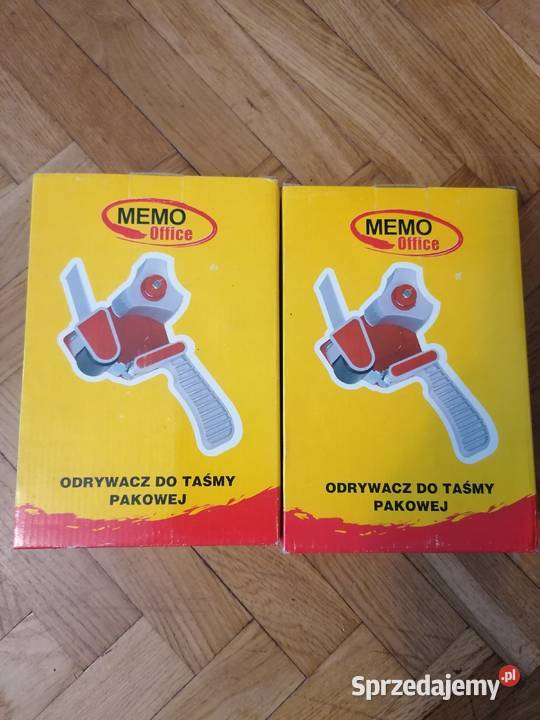 MEMO
Office
ODRYWACZ DO TAŚMY
PAKOWEJ
MEMO
Office
ODRYWACZ DO TAŚMY
PAKOWEJ
Sprzedajemy.pl